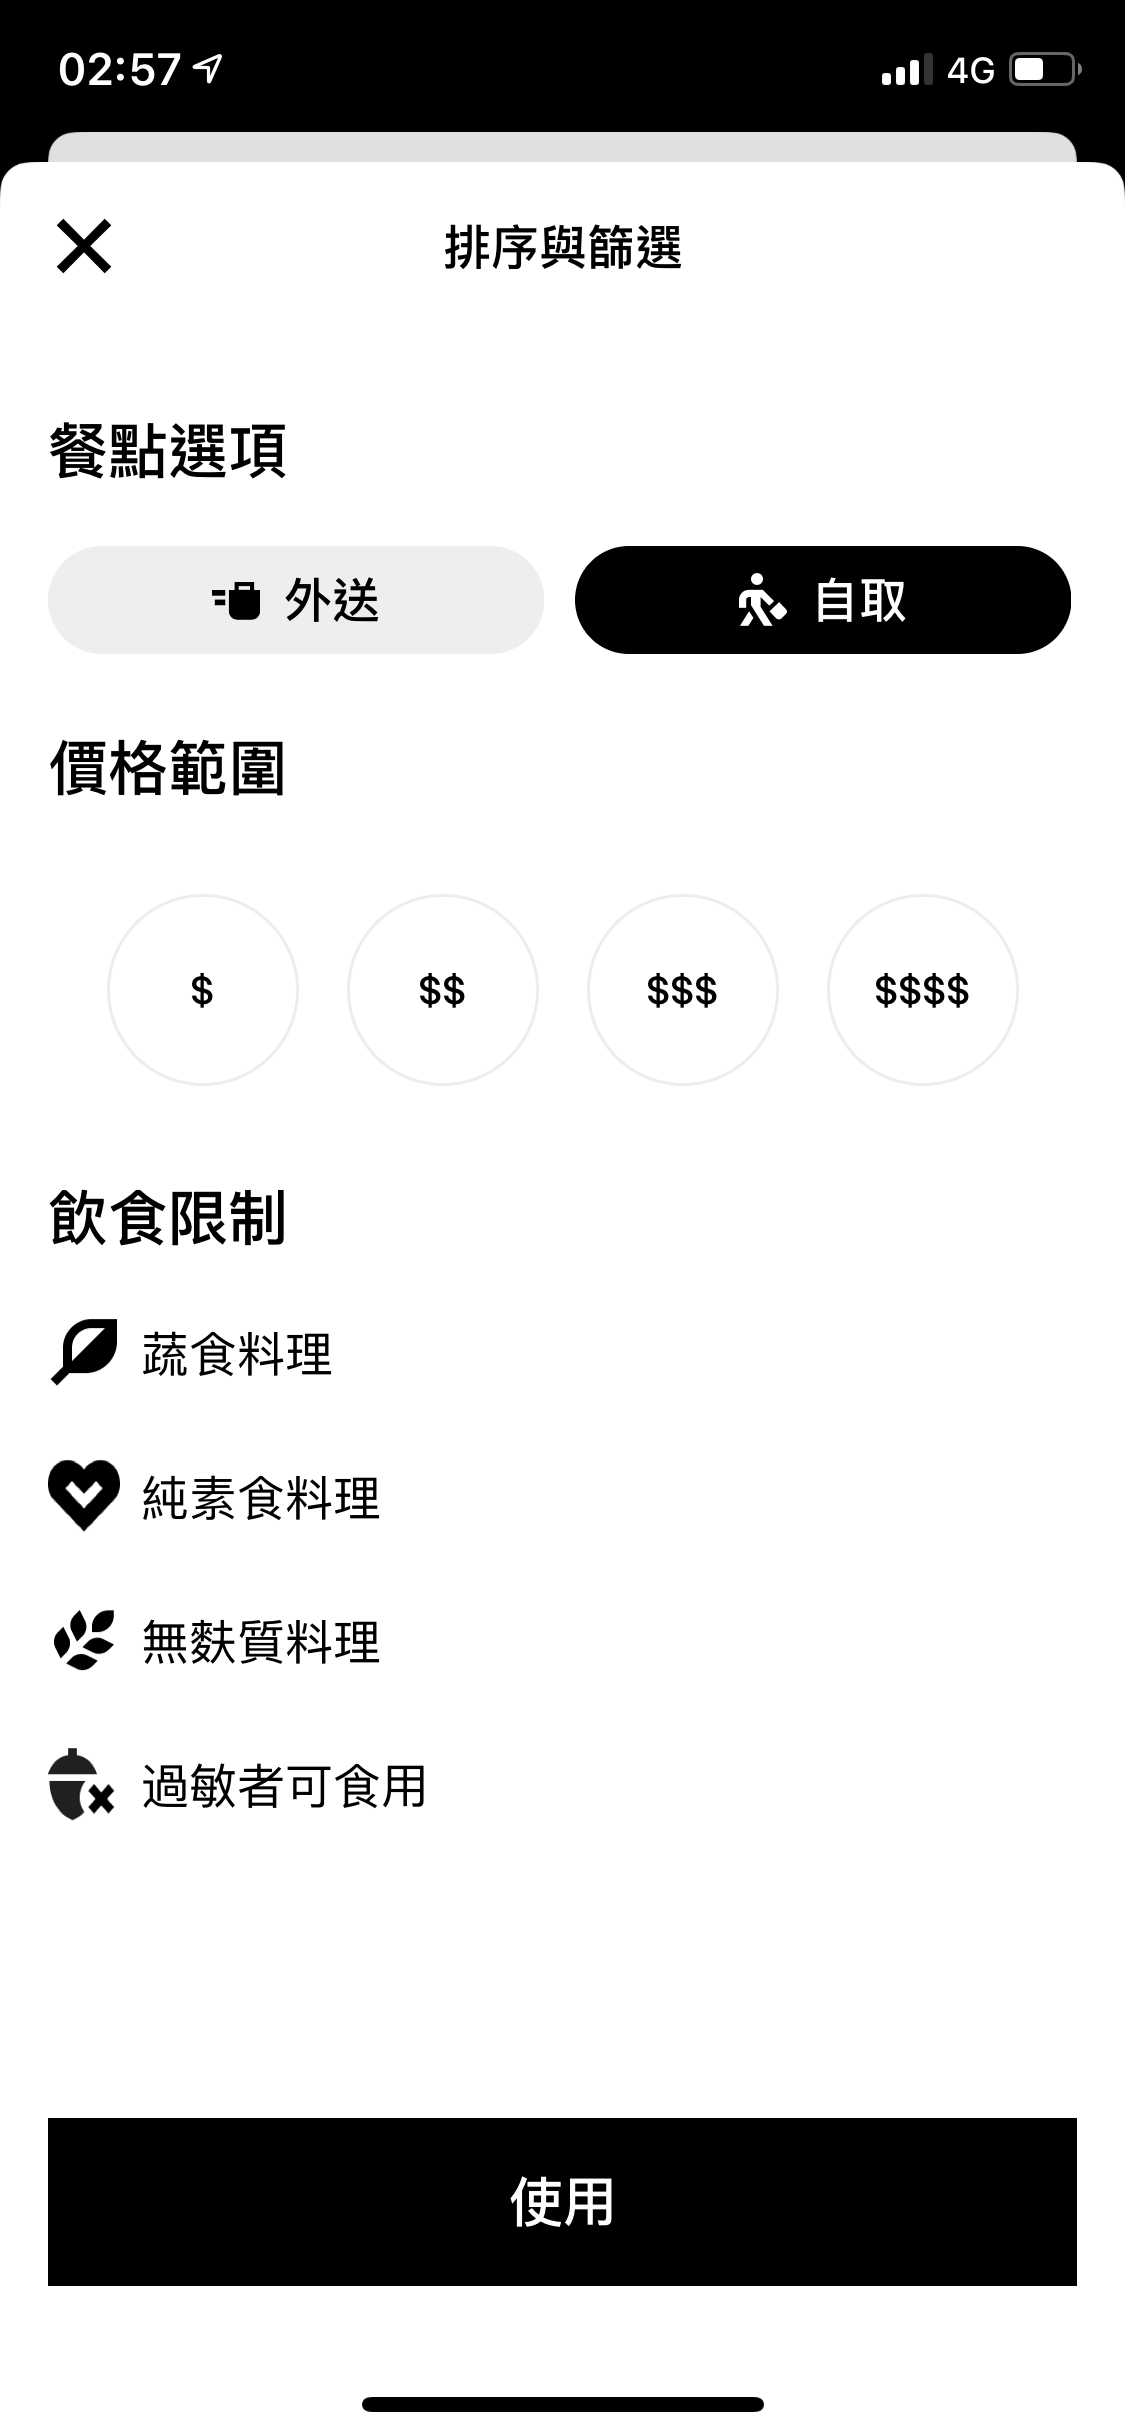 02:57
4G
排序與篩選
餐點選項
外送
自取
價格範圍
$
$$
$$$
$$$$
飲食限制
蔬食料理
純素食料理
無麩質料理
過敏者可食用
使用